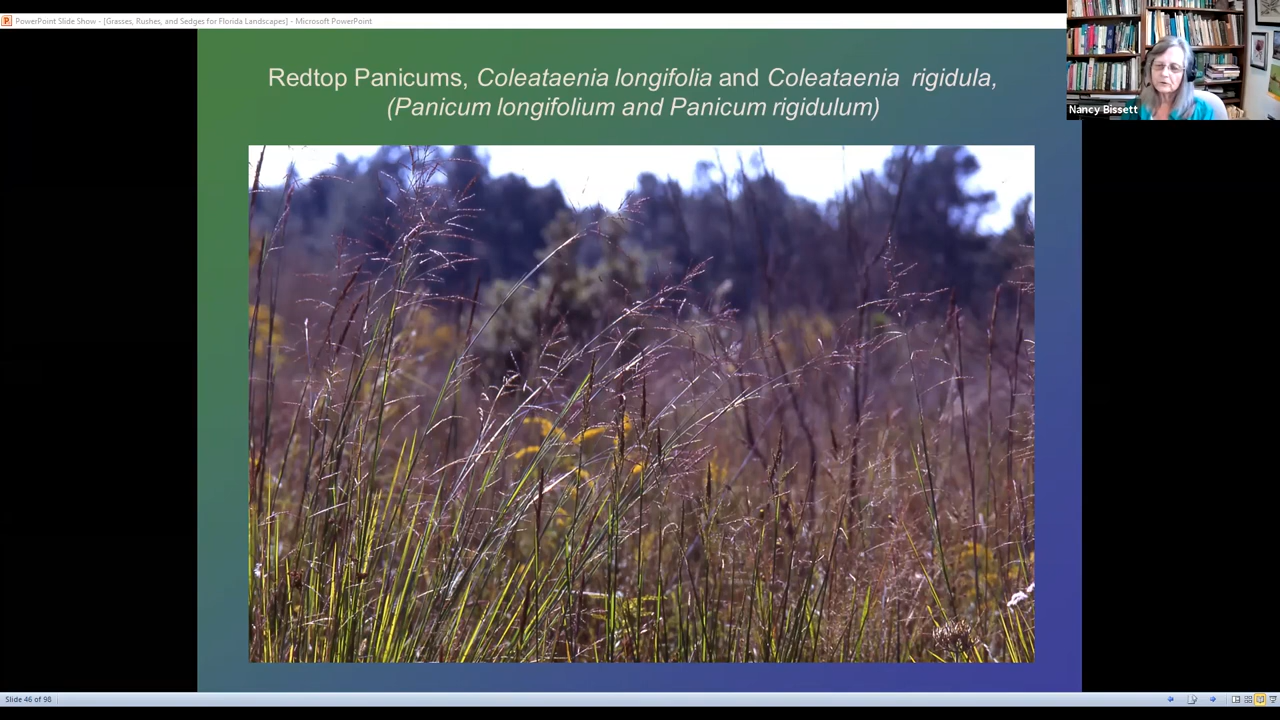 PowerPoint Slide Show - [Grasses, Rushes, and Sedges for Florida Landscapes] - Microsoft PowerPoint
Redtop Panicums, Coleataenia longifolia and Coleataenia rigidula,
(Panicum longifolium and Panicum rigidulum)
Nancy Bissett
Slide 46 of 98